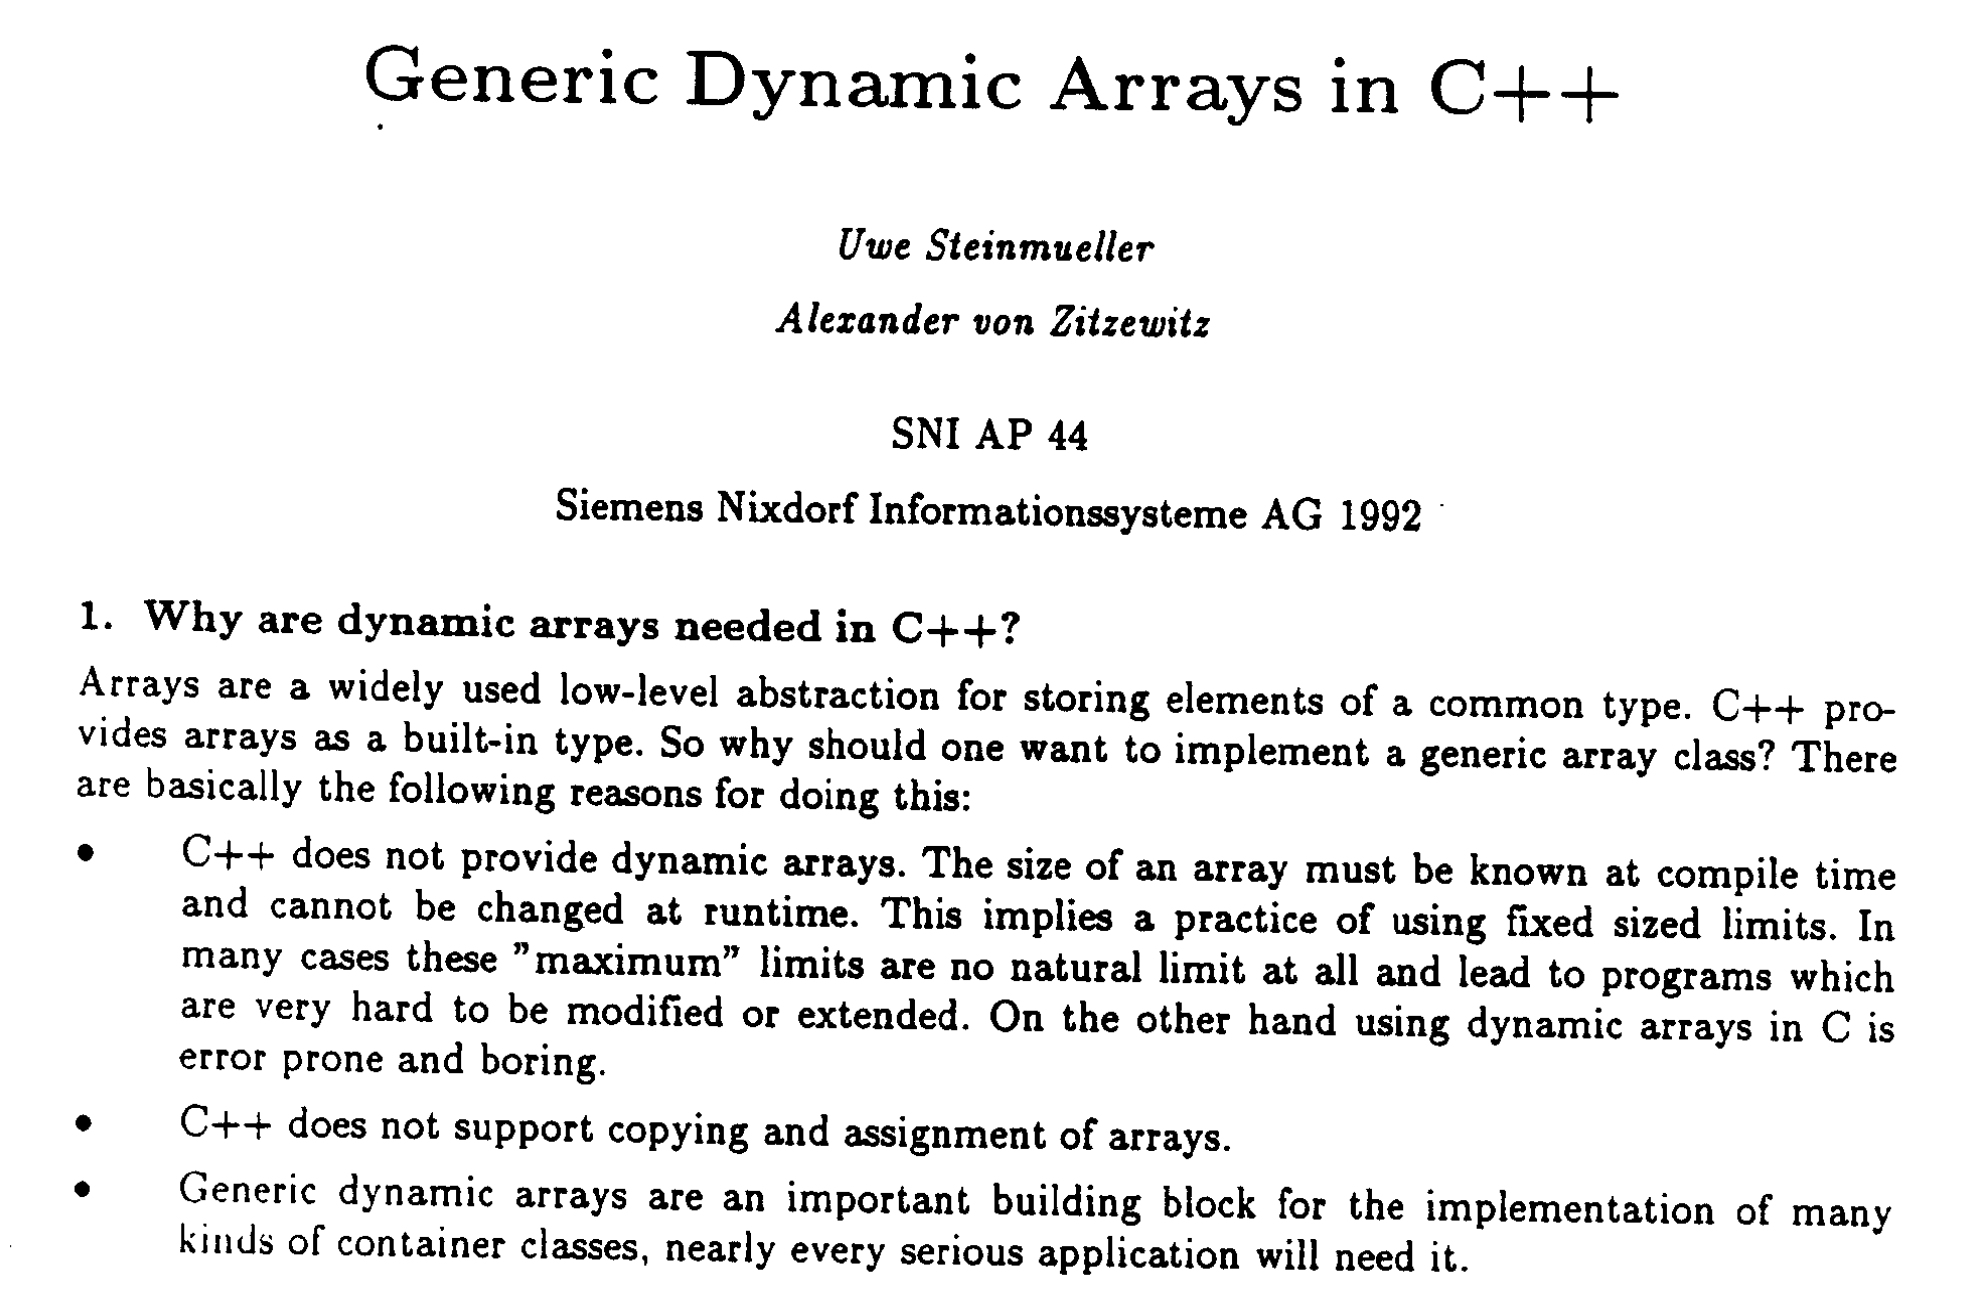 Generic Dynamic Arrays in C++
Uwe Steinmueller
Alexander von Zitzewitz
SNI AP 44
Siemens Nixdorf Informationssysteme AG 1992
1. Why are dynamic arrays needed in C++?
Arrays are a widely used low-level abstraction for storing elements of a common type. C++ pro-
vides arrays as a built-in type. So why should one want to implement a generic array class? There
are basically the following reasons for doing this:
• C++ does not provide dynamic arrays. The size of an array must be known at compile time
and cannot be changed at runtime. This implies a practice of using fixed sized limits. In
many cases these ”maximum” limits are no natural limit at all and lead to programs which
are very hard to be modified or extended. On the other hand using dynamic arrays in C is
error prone and boring.
• C++ does not support copying and assignment of arrays.
• Generic dynamic arrays are an important building block for the implementation of many
kinds of container classes, nearly every serious application will need it.